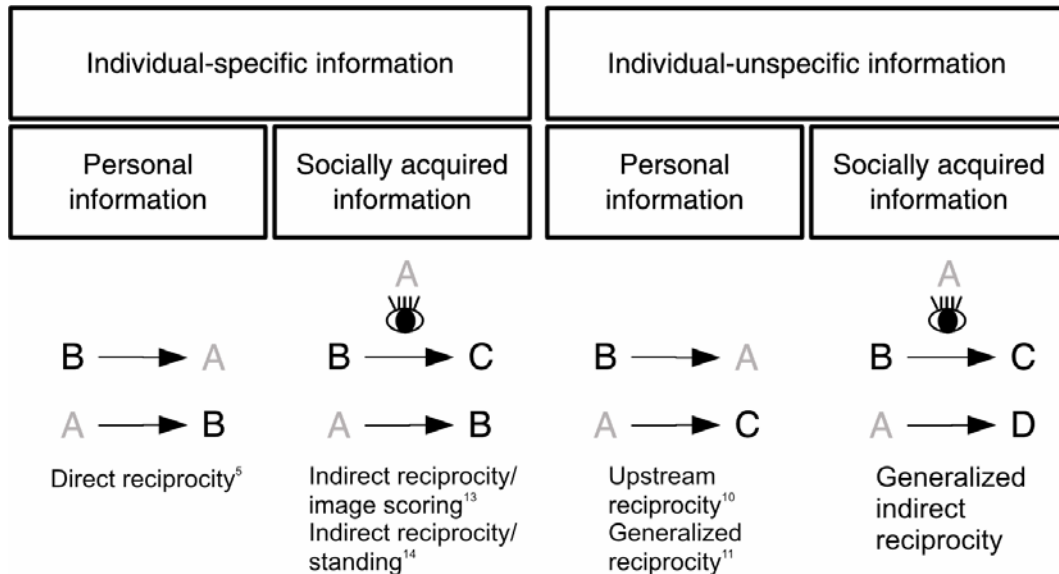 Individual-specific information
Individual-unspecific information
Personal
information
Socially acquired
information
Personal
information
Socially acquired
information
A
B
A
A
B
Direct reciprocity5
B
C
A
B
Indirect reciprocity/
image scoring13
Indirect reciprocity/
standing14
B
A
A
C
Upstream
reciprocity10
Generalized
reciprocity11
A
B
C
A
D
Generalized
indirect
reciprocity